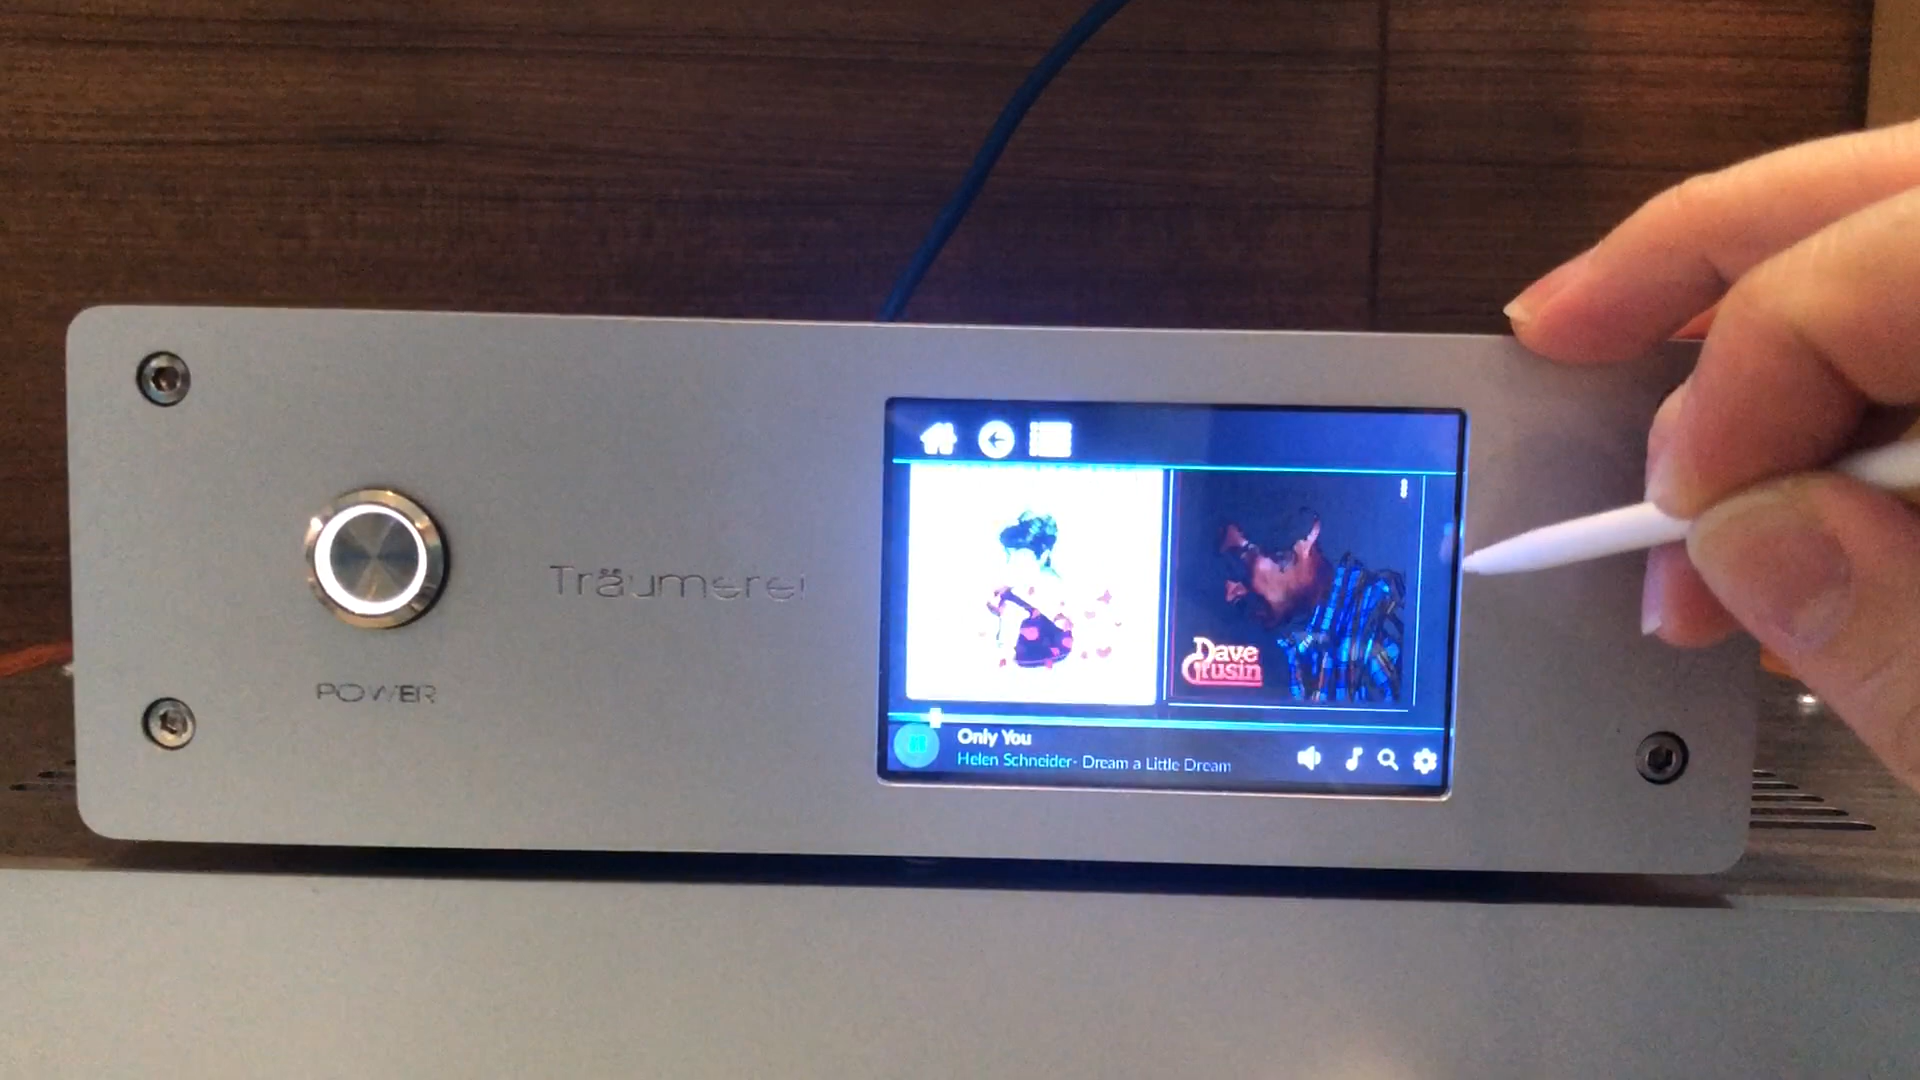 Träumerei
POWER
Dave
Grusin
Only You
Helen Schneider- Dream a Little Dream